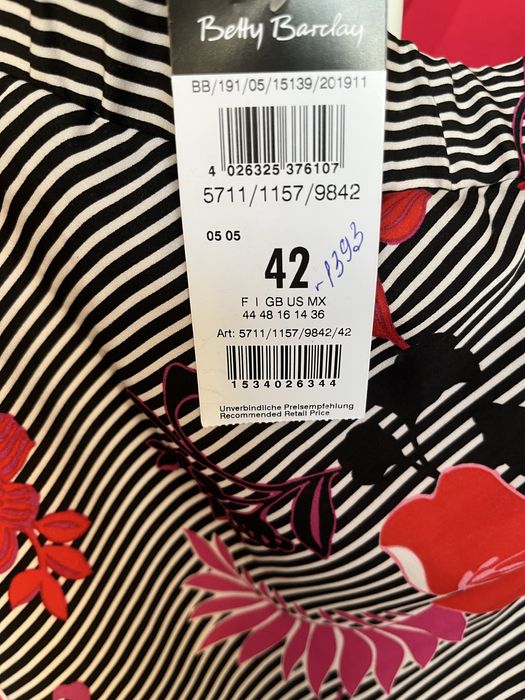 Betty Barclay
BB/191/05/15139/201911
4 026325 376107
5711/1157/9842
05 05
42
F I GB US MX
44 48 16 14 36
Art: 5711/1157/9842/42
1534026344
Unverbindliche Preisempfehlung
Recommended Retail Price